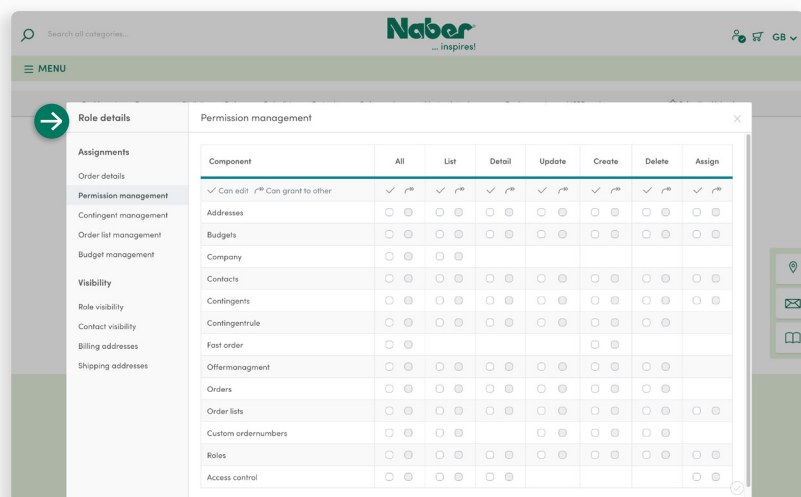 Search all categories...
Naber
... inspires!
GB
MENU
Role details
Permission management
Assignments
Order details
Permission management
Contingent management
Order list management
Budget management
Visibility
Role visibility
Contact visibility
Billing addresses
Shipping addresses
Component All List Detail Update Create Delete Assign
Can edit Can grant to other
Addresses
Budgets
Company
Contacts
Contingents
Contingentrule
Fast order
Offermanagment
Orders
Order lists
Custom ordernumbers
Roles
Access control